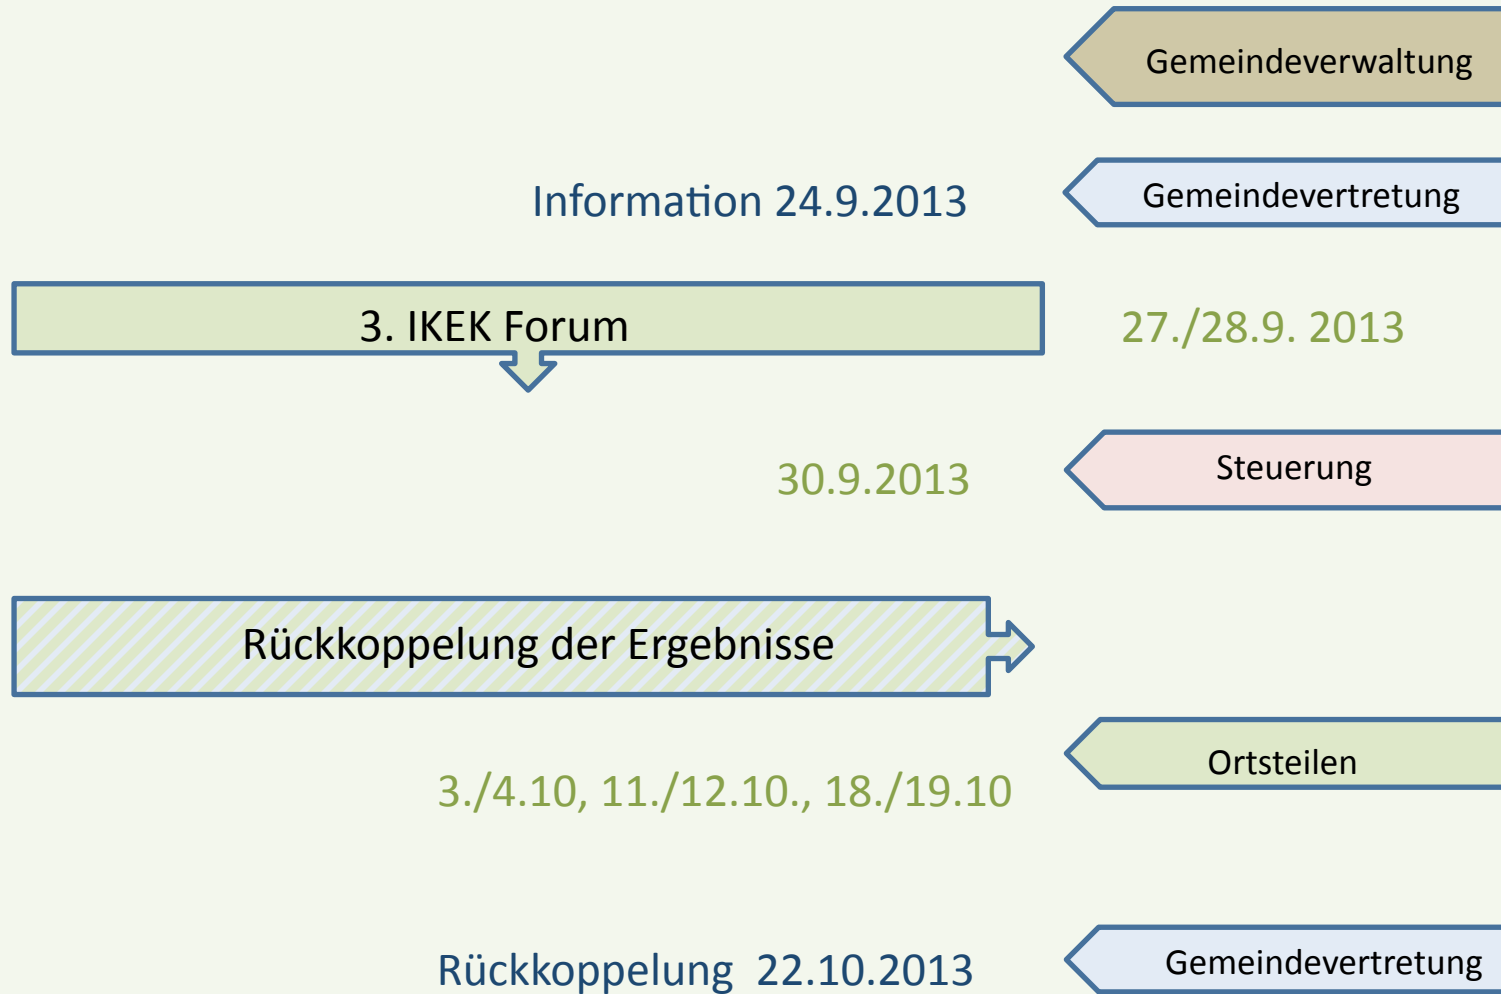 Gemeindeverwaltung
Information 24.9.2013
Gemeindevertretung
3. IKEK Forum
27./28.9. 2013
30.9.2013
Steuerung
Rückkoppelung der Ergebnisse
Ortsteilen
3./4.10, 11./12.10., 18./19.10
Rückkoppelung 22.10.2013
Gemeindevertretung